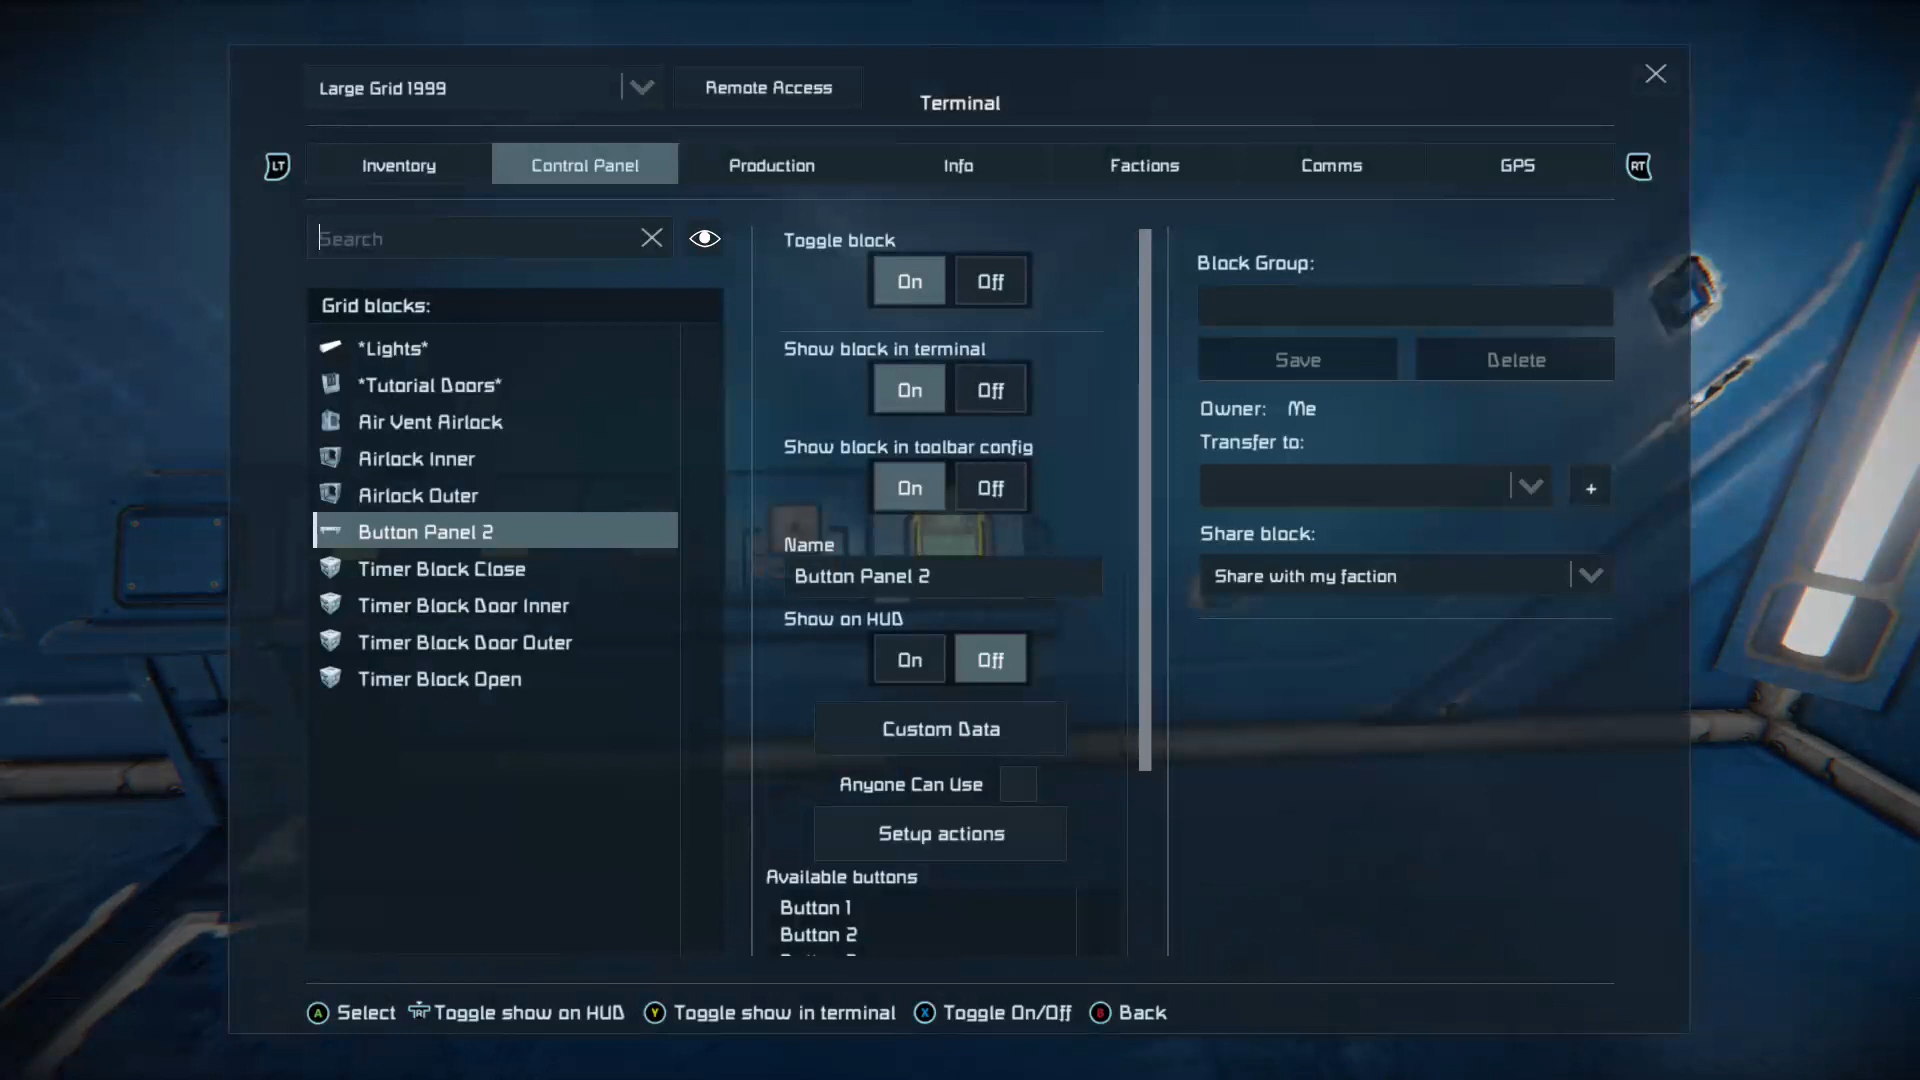 Large Grid 1999
Remote Access
Terminal
LT
Inventory
Control Panel
Production
Info
Factions
Comms
GPS
RT
Search
Grid blocks:
*Lights*
*Tutorial Doors*
Air Vent Airlock
Airlock Inner
Airlock Outer
Button Panel 2
Timer Block Close
Timer Block Door Inner
Timer Block Door Outer
Timer Block Open
Toggle block
On Off
Show block in terminal
On Off
Show block in toolbar config
On Off
Name
Button Panel 2
Show on HUD
On Off
Custom Data
Anyone Can Use
Setup actions
Available buttons
Button 1
Button 2
Block Group:
Save Delete
Owner: Me
Transfer to:
+
Share block:
Share with my faction
A Select Toggle show on HUD Y Toggle show in terminal X Toggle On/Off B Back